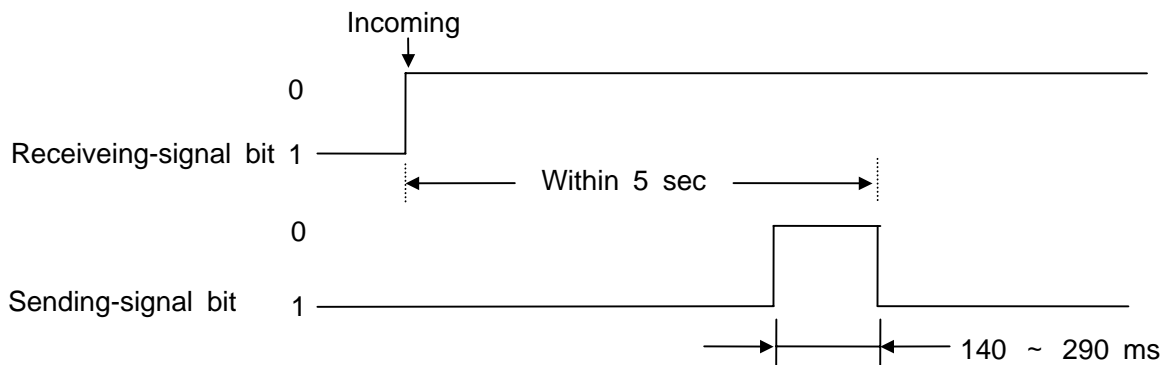 Incoming
0
Receiveing-signal bit 1
Within 5 sec
0
Sending-signal bit 1
140 ~ 290 ms